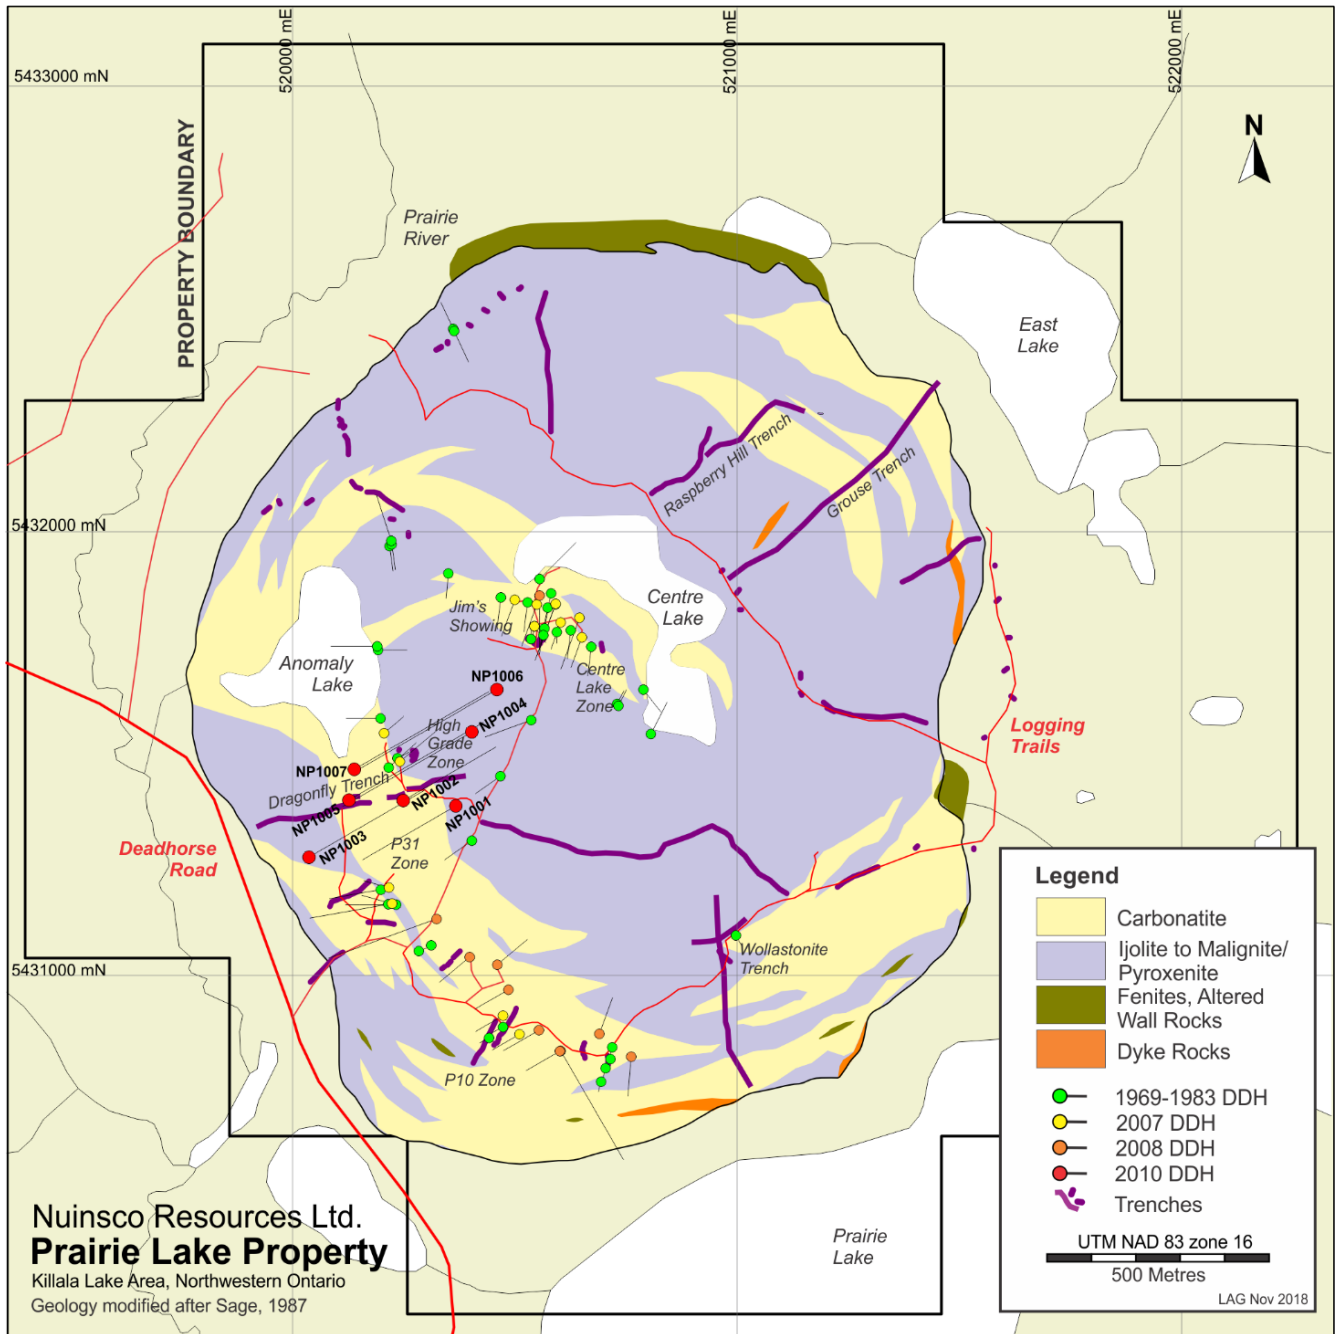 520000 mE
521000 mE
522000 mE
5433000 mN
N
PROPERTY BOUNDARY
Prairie
River
East
Lake
Raspberry Hill Trench
Grouse Trench
5432000 mN
Jim's
Showing
Centre
Lake
Anomaly
Lake
Centre
Lake
Zone
NP1006
NP1004
High
Grade
Zone
Logging
Trails
NP1007
Dragonfly Trench
NP1005
NP1002
NP1001
NP1003
P31
Zone
Deadhorse
Road
Wollastonite
Trench
5431000 mN
P10 Zone
Prairie
Lake
Legend
Carbonatite
Ijolite to Malignite/
Pyroxenite
Fenites, Altered
Wall Rocks
Dyke Rocks
1969-1983 DDH
2007 DDH
2008 DDH
2010 DDH
Trenches
UTM NAD 83 zone 16
500 Metres
LAG Nov 2018
Nuinsco Resources Ltd.
Prairie Lake Property
Killala Lake Area, Northwestern Ontario
Geology modified after Sage, 1987